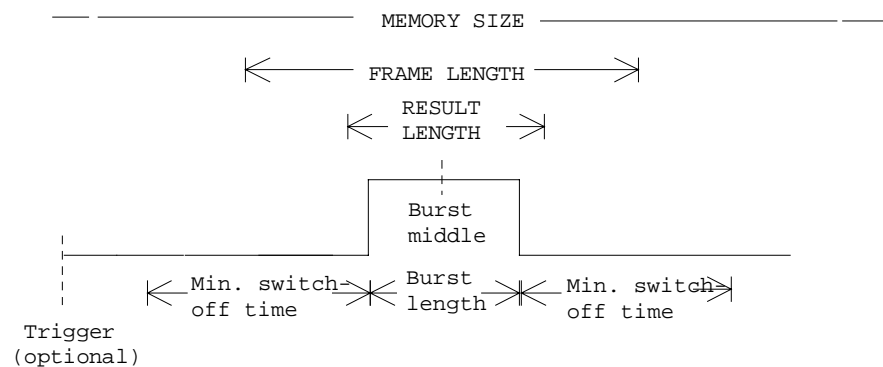 MEMORY SIZE
FRAME LENGTH
RESULT
LENGTH
Burst
middle
Min. switch-
off time
Burst
length
Min. switch-
off time
Trigger
(optional)